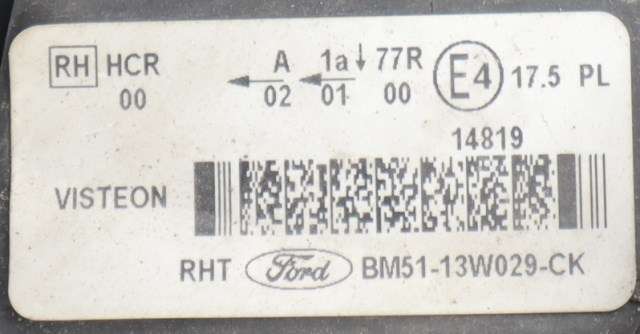 RH HCR A 1a 77R E4 17.5 PL
00 02 01 00
14819
VISTEON
RHT Ford BM51-13W029-CK